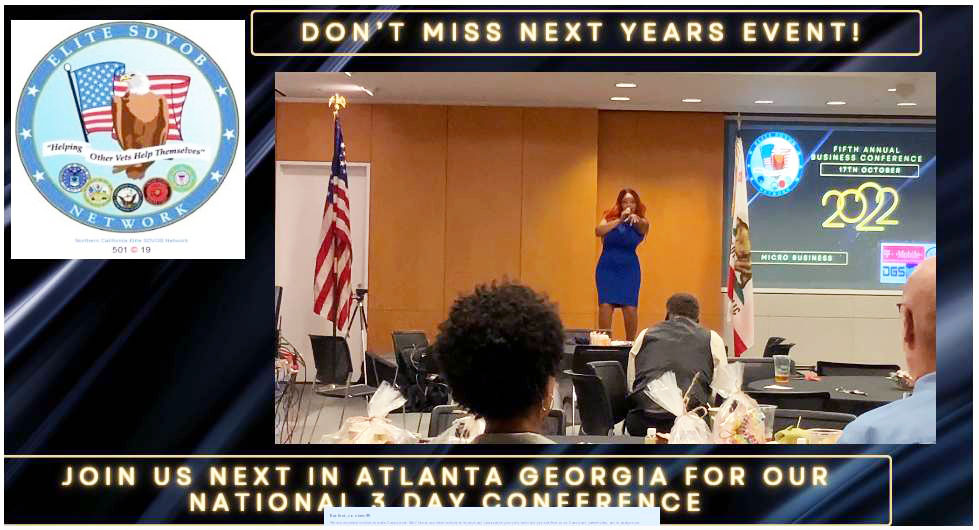 DON'T MISS NEXT YEARS EVENT!
ELITE SDVOB
"Helping Other Vets Help Themselves"
NETWORK
Northern California Elite SDVOB Network
501 © 19
FIFTH ANNUAL
BUSINESS CONFERENCE
17TH OCTOBER
2022
MICRO BUSINESS
T-Mobile
DGS
JOIN US NEXT IN ATLANTA GEORGIA FOR OUR
NATIONAL 3 DAY CONFERENCE